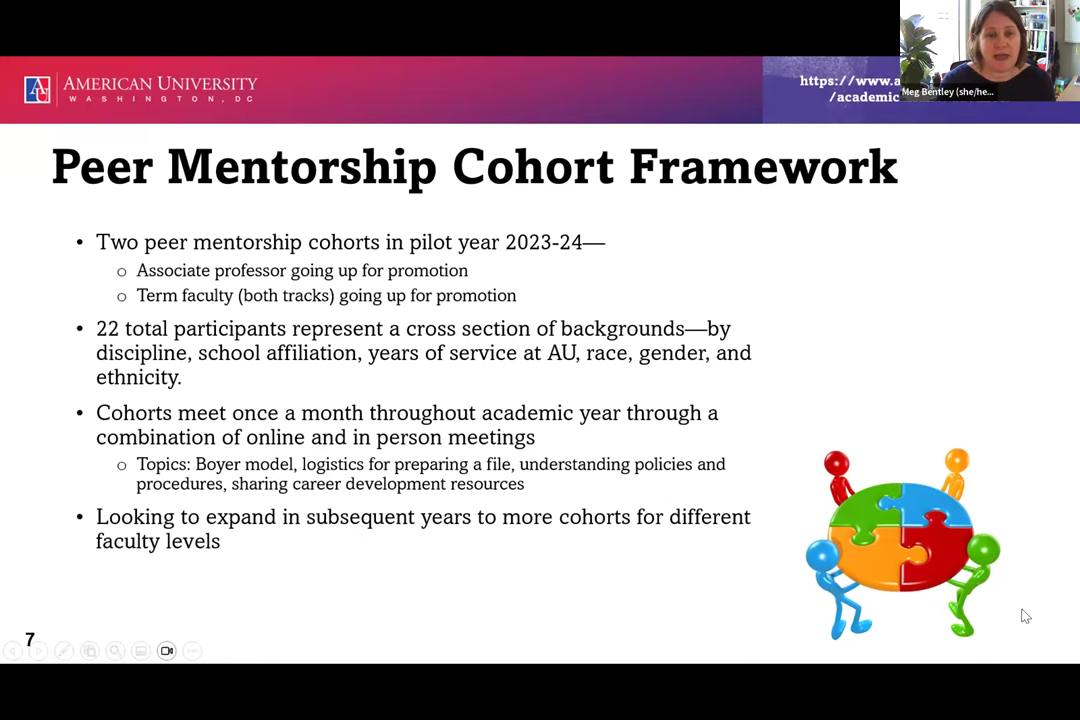 AMERICAN UNIVERSITY
WASHINGTON, DC
https://www.a
/academic
Meg Bentley (she/he...
Peer Mentorship Cohort Framework
• Two peer mentorship cohorts in pilot year 2023-24—
o Associate professor going up for promotion
o Term faculty (both tracks) going up for promotion
• 22 total participants represent a cross section of backgrounds—by
discipline, school affiliation, years of service at AU, race, gender, and
ethnicity.
• Cohorts meet once a month throughout academic year through a
combination of online and in person meetings
o Topics: Boyer model, logistics for preparing a file, understanding policies and
procedures, sharing career development resources
• Looking to expand in subsequent years to more cohorts for different
faculty levels
7